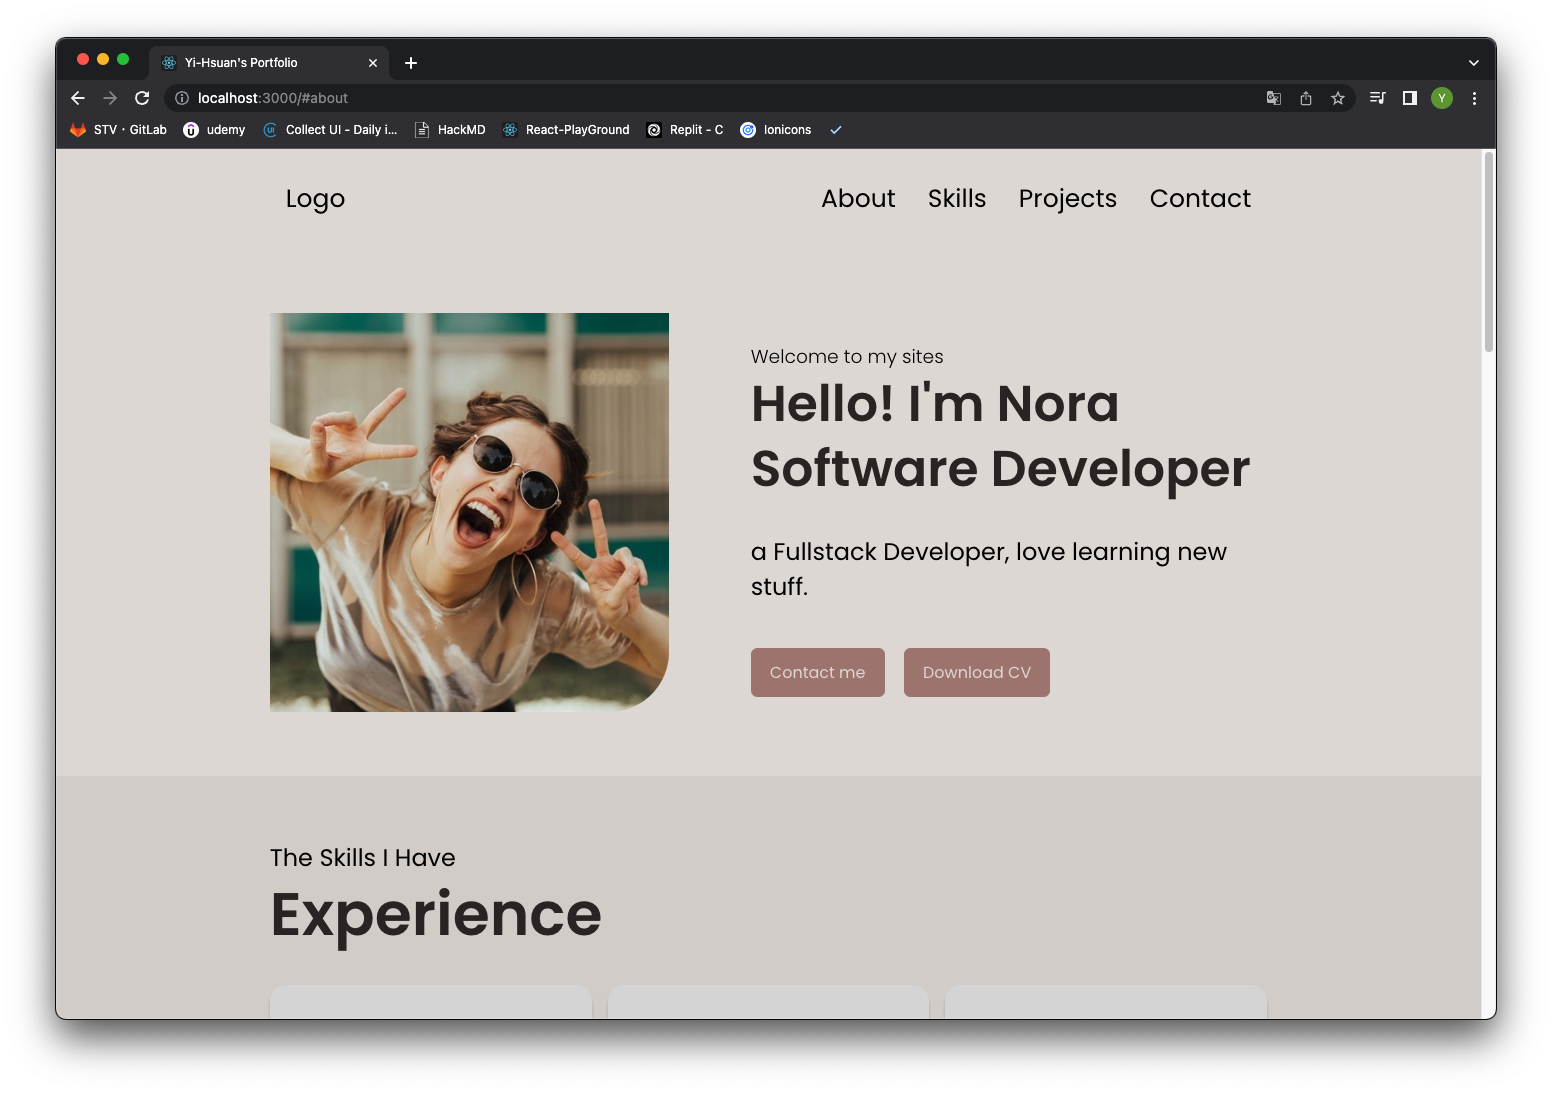 Yi-Hsuan's Portfolio
localhost:3000/#about
Y
STV · GitLab udemy Collect UI - Daily i... HackMD React-PlayGround Replit - C Ionicons
Logo About Skills Projects Contact
Welcome to my sites
Hello! I'm Nora
Software Developer
a Fullstack Developer, love learning new
stuff.
Contact me Download CV
The Skills I Have
Experience